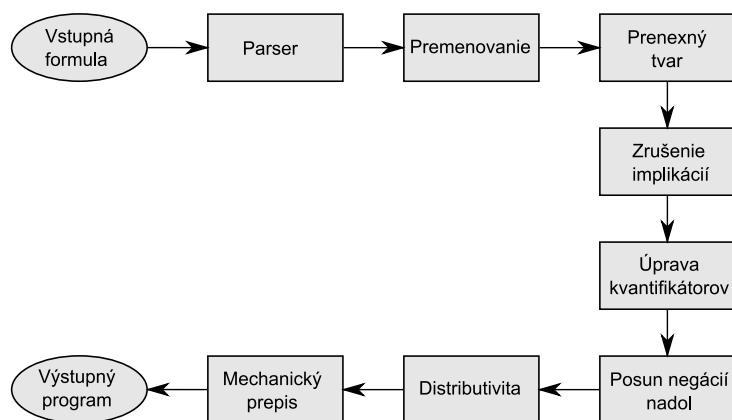 Vstupná
formula
Parser
Premenovanie
Prenexný
tvar
Zrušenie
implikácií
Úprava
kvantifikátorov
Posun negácií
nadol
Distributivita
Mechanický
prepis
Výstupný
program